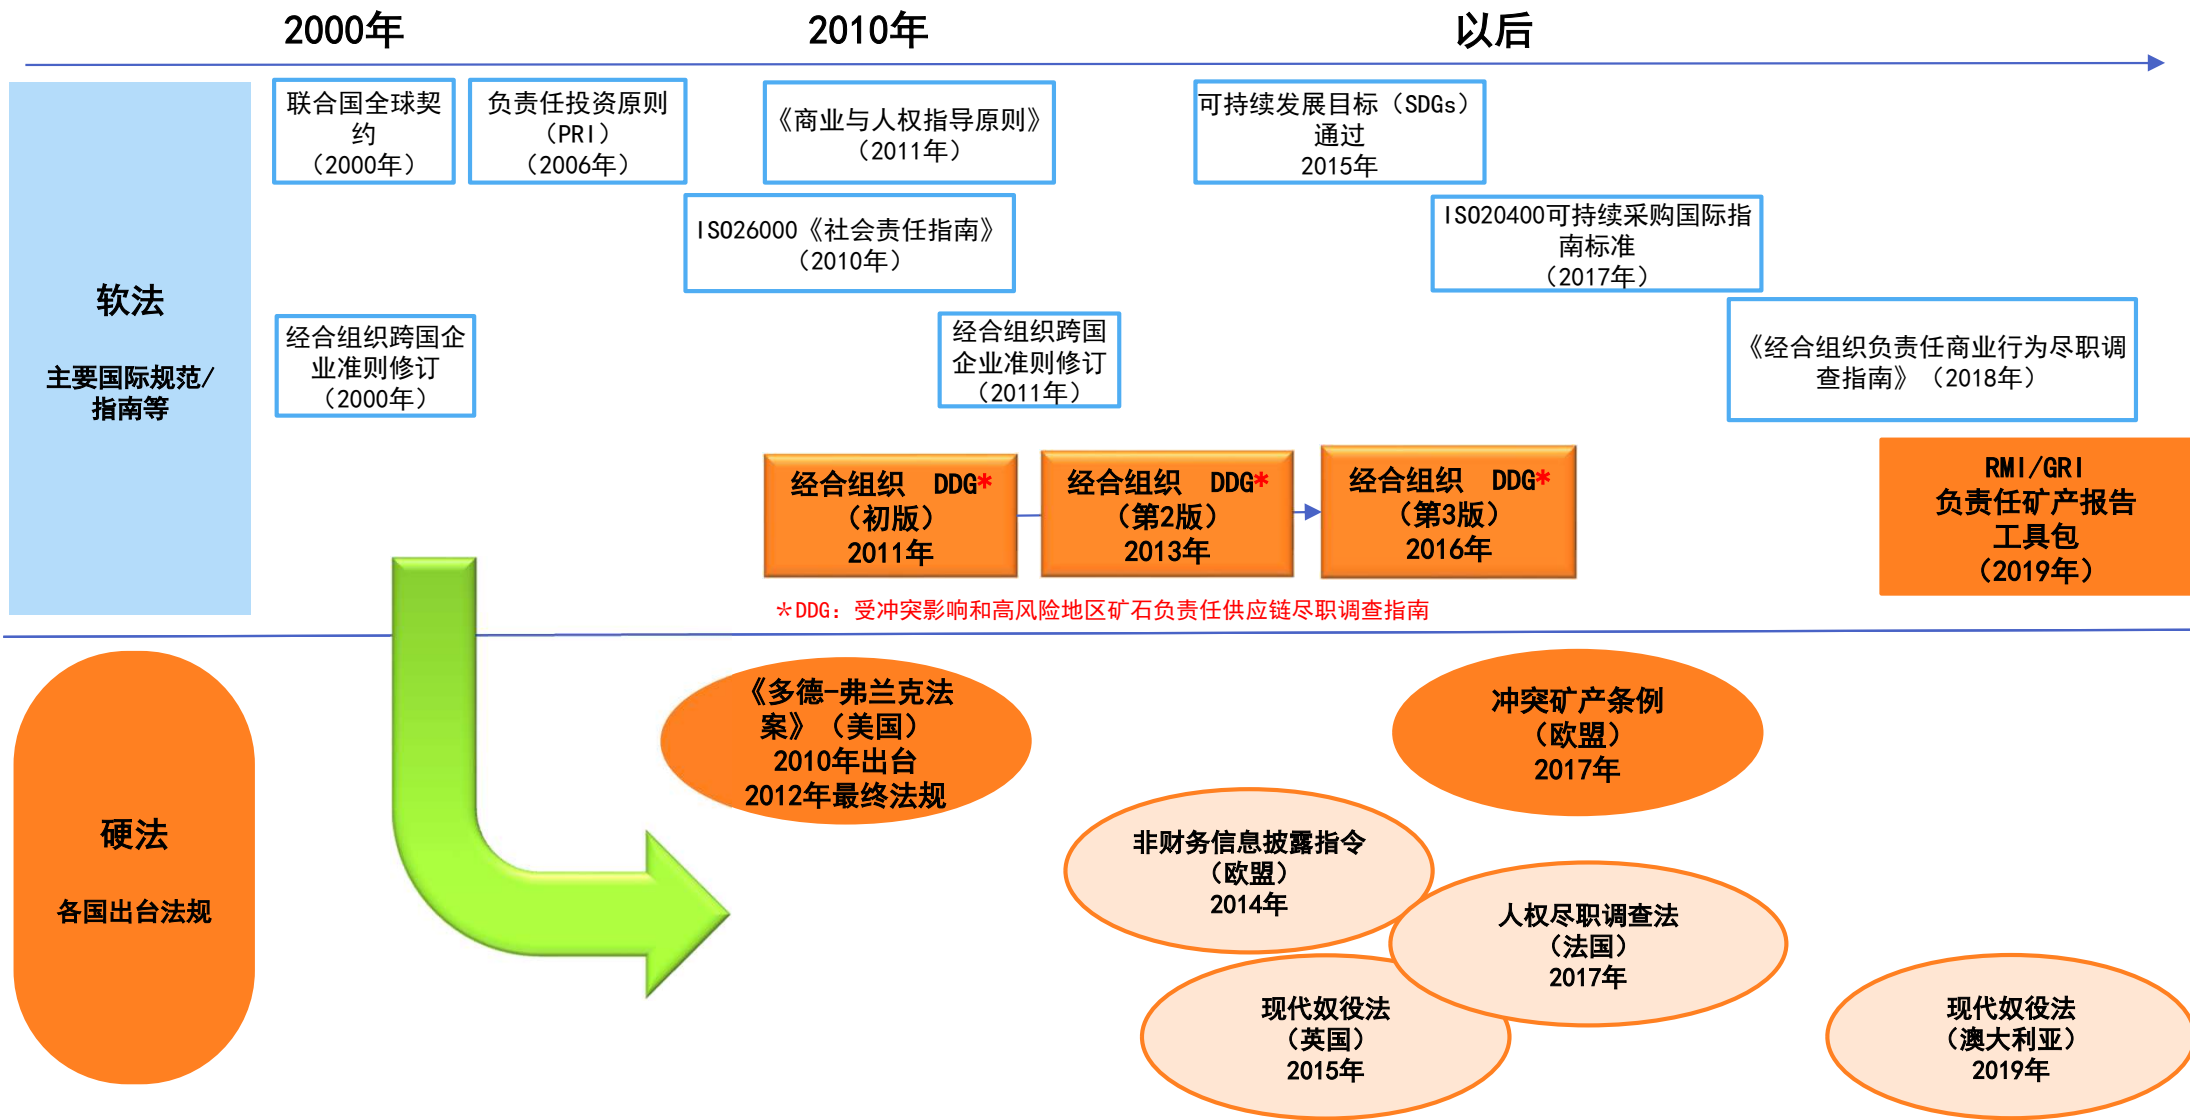 2000年
2010年
以后
软法
主要国际规范/
指南等
联合国全球契
约
（2000年）
负责任投资原则
（PRI）
（2006年）
《商业与人权指导原则》
（2011年）
可持续发展目标（SDGs）
通过
2015年
ISO26000《社会责任指南》
（2010年）
ISO20400可持续采购国际指
南标准
（2017年）
经合组织跨国企
业准则修订
（2000年）
经合组织跨国
企业准则修订
（2011年）
《经合组织负责任商业行为尽职调
查指南》（2018年）
经合组织 DDG*
（初版）
2011年
经合组织 DDG*
（第2版）
2013年
经合组织 DDG*
（第3版）
2016年
RMI/GRI
负责任矿产报告
工具包
（2019年）
*DDG：受冲突影响和高风险地区矿石负责任供应链尽职调查指南
硬法
各国出台法规
《多德-弗兰克法
案》（美国）
2010年出台
2012年最终法规
冲突矿产条例
（欧盟）
2017年
非财务信息披露指令
（欧盟）
2014年
人权尽职调查法
（法国）
2017年
现代奴役法
（英国）
2015年
现代奴役法
（澳大利亚）
2019年